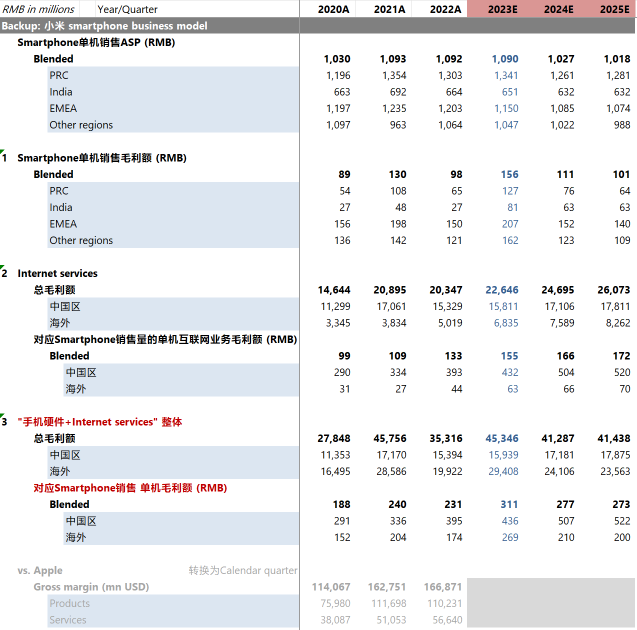 RMB in millions Year/Quarter 2020A 2021A 2022A 2023E 2024E 2025E
Backup: 小米 smartphone business model
Smartphone单机销售ASP (RMB)
Blended 1,030 1,093 1,092 1,090 1,027 1,018
PRC 1,196 1,354 1,303 1,341 1,261 1,281
India 663 692 664 651 632 632
EMEA 1,197 1,235 1,203 1,150 1,085 1,074
Other regions 1,097 963 1,064 1,047 1,022 988
1 Smartphone单机销售毛利额 (RMB)
Blended 89 130 98 156 111 101
PRC 54 108 65 127 76 64
India 27 48 27 81 63 63
EMEA 156 198 150 207 152 140
Other regions 136 142 121 162 123 109
2 Internet services
总毛利额 14,644 20,895 20,347 22,646 24,695 26,073
中国区 11,299 17,061 15,329 15,811 17,106 17,811
海外 3,345 3,834 5,019 6,835 7,589 8,262
对应Smartphone销售量的单机互联网业务毛利额 (RMB)
Blended 99 109 133 155 166 172
中国区 290 334 393 432 504 520
海外 31 27 44 63 66 70
3 "手机硬件+Internet services" 整体
总毛利额 27,848 45,756 35,316 45,346 41,287 41,438
中国区 11,353 17,170 15,394 15,939 17,181 17,875
海外 16,495 28,586 19,922 29,408 24,106 23,563
对应Smartphone销售 单机毛利额 (RMB)
Blended 188 240 231 311 277 273
中国区 291 336 395 436 507 522
海外 152 204 174 269 210 200
vs. Apple 转换为Calendar quarter
Gross margin (mn USD) 114,067 162,751 166,871
Products 75,980 111,698 110,231
Services 38,087 51,053 56,640